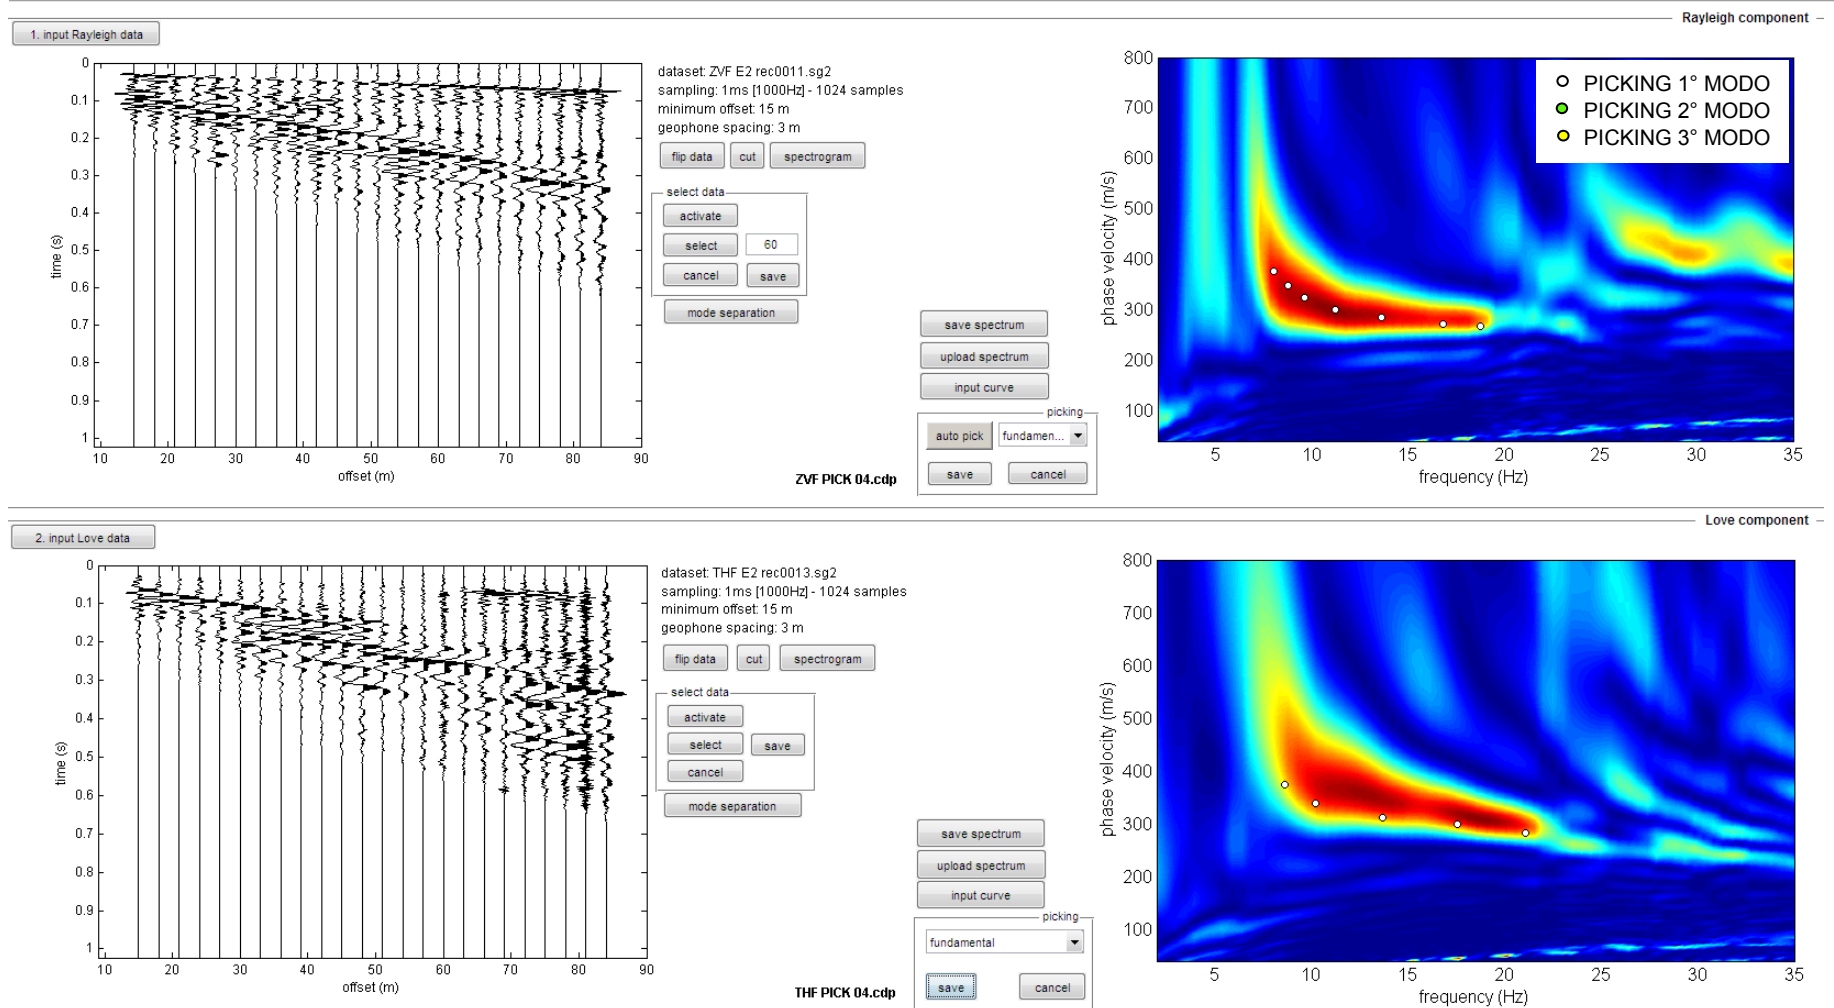 Rayleigh component
1. input Rayleigh data
0
0.1
0.2
0.3
0.4
0.5
0.6
0.7
0.8
0.9
1
time (s)
10 20 30 40 50 60 70 80 90
offset (m)
dataset: ZVF E2 rec0011.sg2
sampling: 1ms [1000Hz] - 1024 samples
minimum offset: 15 m
geophone spacing: 3 m
flip data cut spectrogram
select data
activate
select 60
cancel save
mode separation
save spectrum
upload spectrum
input curve
picking
auto pick fundamen...
save cancel
ZVF PICK 04.cdp
800
700
600
500
400
300
200
100
phase velocity (m/s)
5 10 15 20 25 30 35
frequency (Hz)
PICKING 1° MODO
PICKING 2° MODO
PICKING 3° MODO
Love component
2. input Love data
0
0.1
0.2
0.3
0.4
0.5
0.6
0.7
0.8
0.9
1
time (s)
10 20 30 40 50 60 70 80 90
offset (m)
dataset: THF E2 rec0013.sg2
sampling: 1ms [1000Hz] - 1024 samples
minimum offset: 15 m
geophone spacing: 3 m
flip data cut spectrogram
select data
activate
select save
cancel
mode separation
save spectrum
upload spectrum
input curve
picking
fundamental
save cancel
THF PICK 04.cdp
800
700
600
500
400
300
200
100
phase velocity (m/s)
5 10 15 20 25 30 35
frequency (Hz)